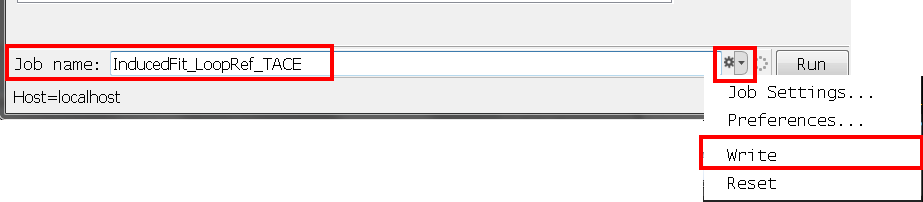 Job name: InducedFit_LoopRef_TACE Run
Host=localhost
Job Settings...
Preferences...
Write
Reset